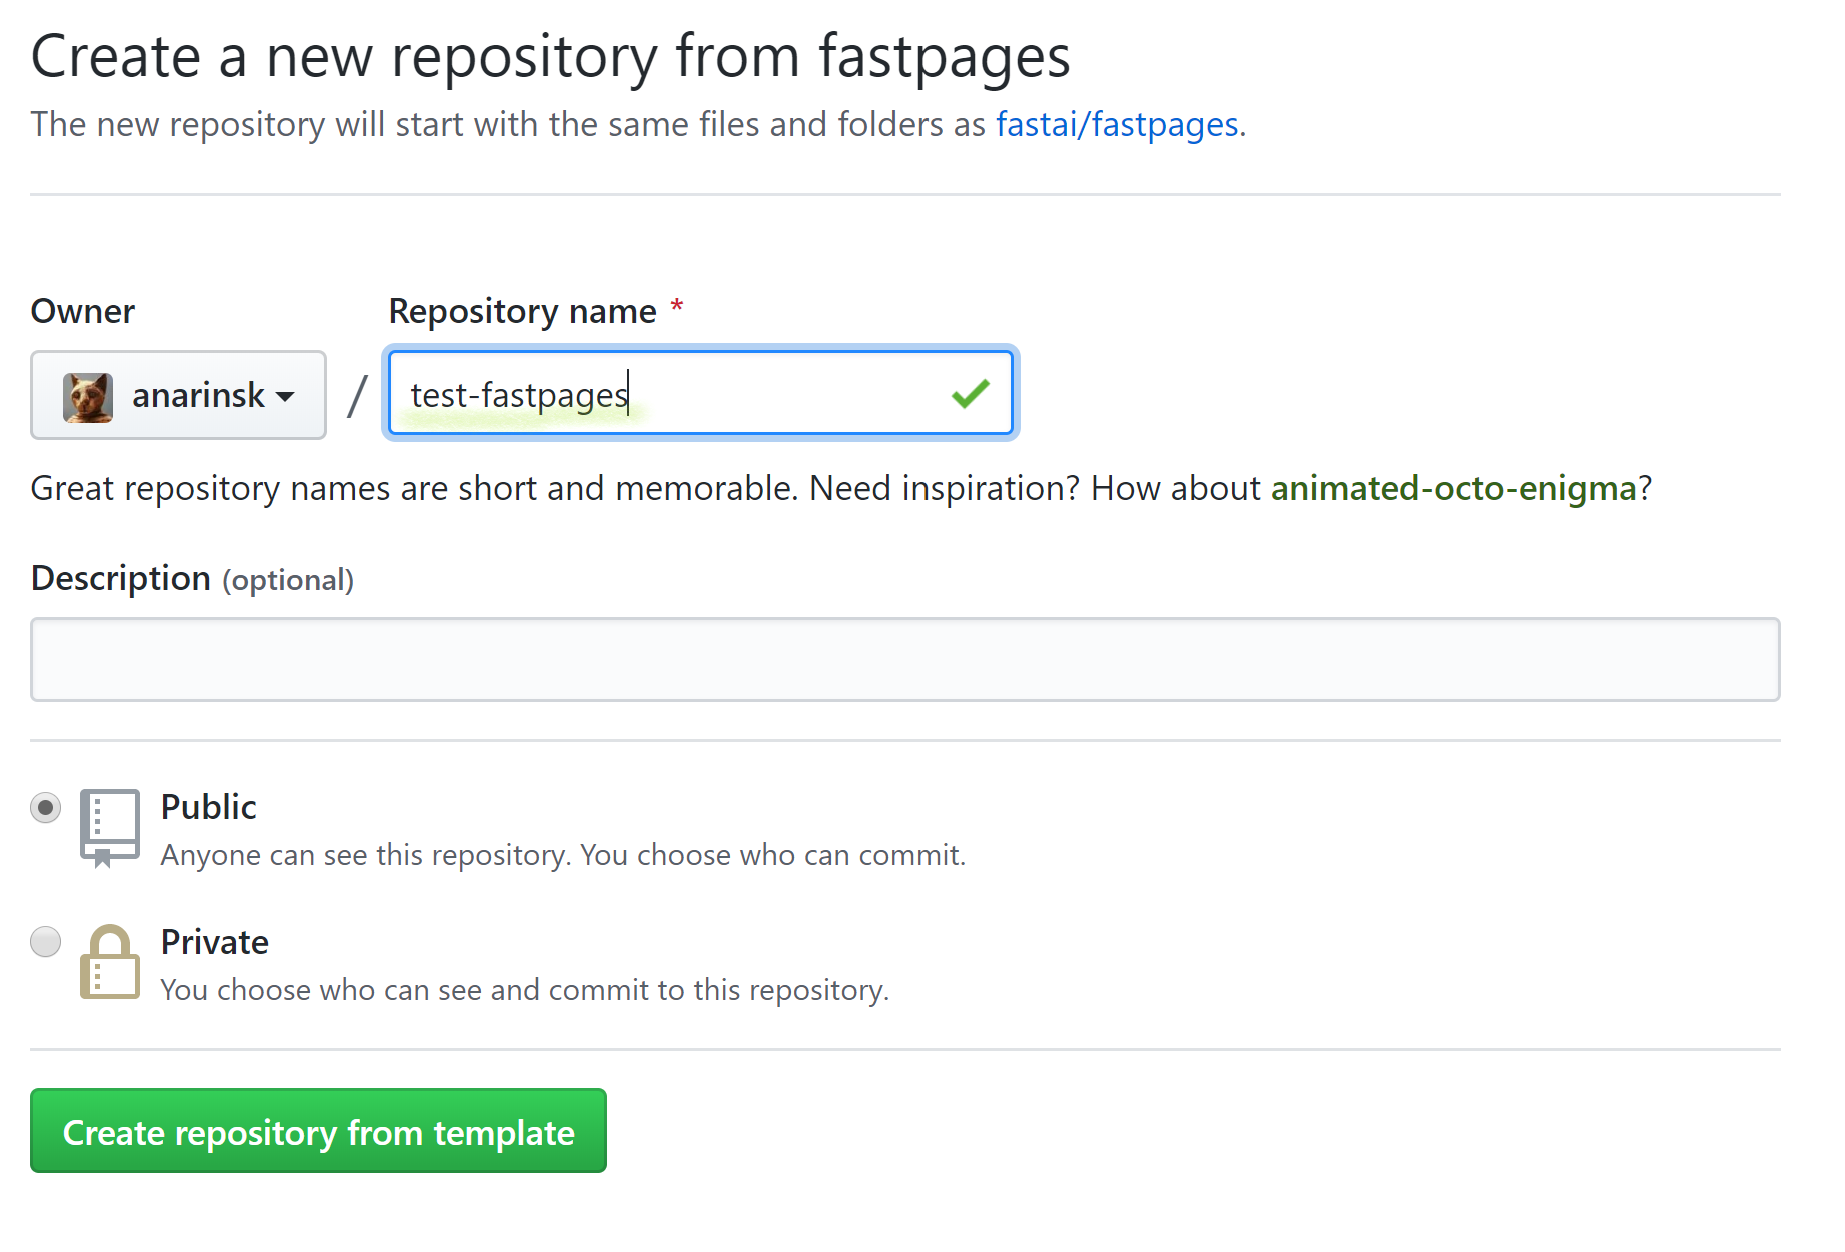 Create a new repository from fastpages
The new repository will start with the same files and folders as fastai/fastpages.
Owner
Repository name *
anarinsk / test-fastpages
Great repository names are short and memorable. Need inspiration? How about animated-octo-enigma?
Description (optional)
Public
Anyone can see this repository. You choose who can commit.
Private
You choose who can see and commit to this repository.
Create repository from template